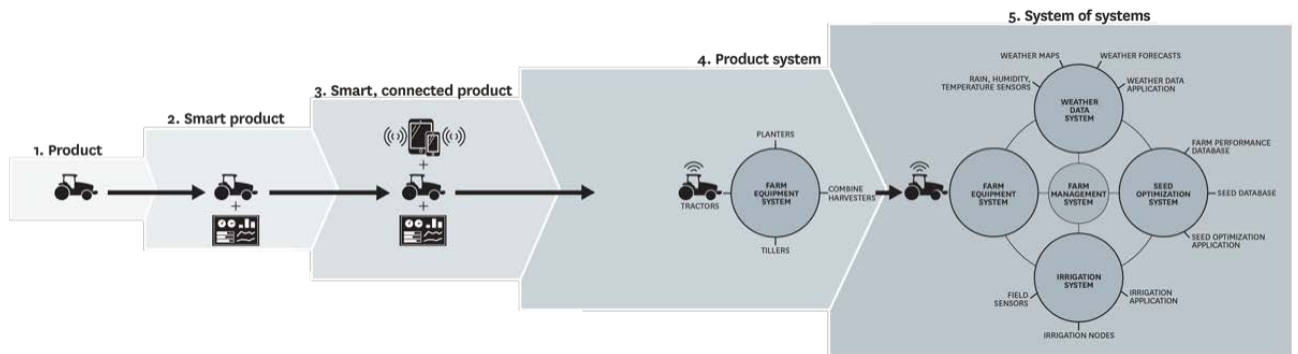 1. Product
2. Smart product
+
3. Smart, connected product
+
+
4. Product system
PLANTERS
TRACTORS
FARM
EQUIPMENT
SYSTEM
COMBINE
HARVESTERS
TILLERS
5. System of systems
WEATHER MAPS
WEATHER FORECASTS
RAIN, HUMIDITY,
TEMPERATURE SENSORS
WEATHER DATA
APPLICATION
WEATHER
DATA
SYSTEM
FARM
EQUIPMENT
SYSTEM
FARM
MANAGEMENT
SYSTEM
SEED
OPTIMIZATION
SYSTEM
FARM PERFORMANCE
DATABASE
SEED DATABASE
SEED OPTIMIZATION
APPLICATION
IRRIGATION
SYSTEM
FIELD
SENSORS
IRRIGATION
APPLICATION
IRRIGATION NODES